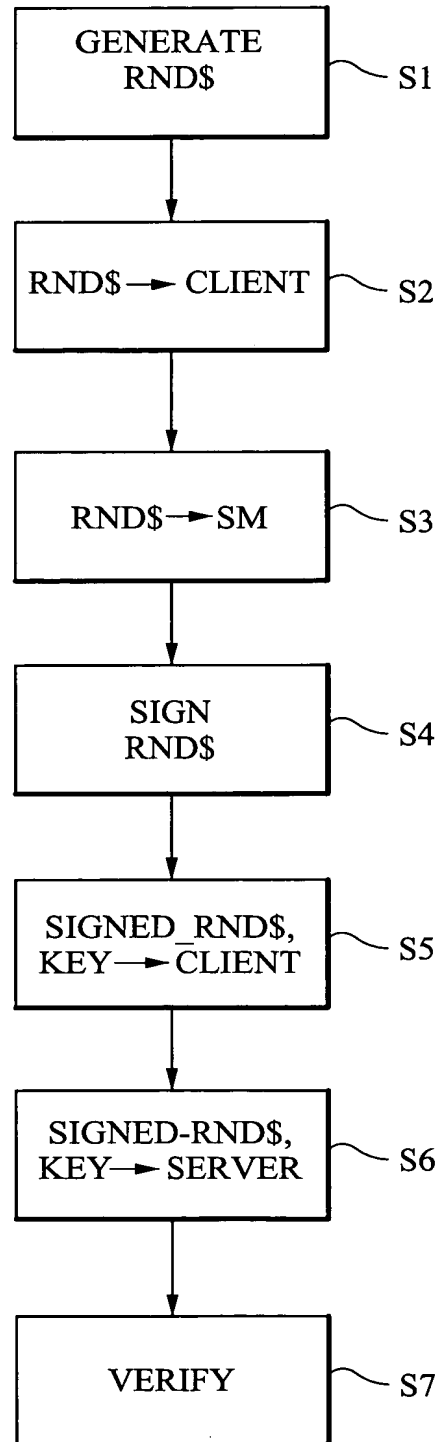 GENERATE
RND$
S1
RND$ → CLIENT
S2
RND$ → SM
S3
SIGN
RND$
S4
SIGNED_RND$,
KEY → CLIENT
S5
SIGNED-RND$,
KEY → SERVER
S6
VERIFY
S7